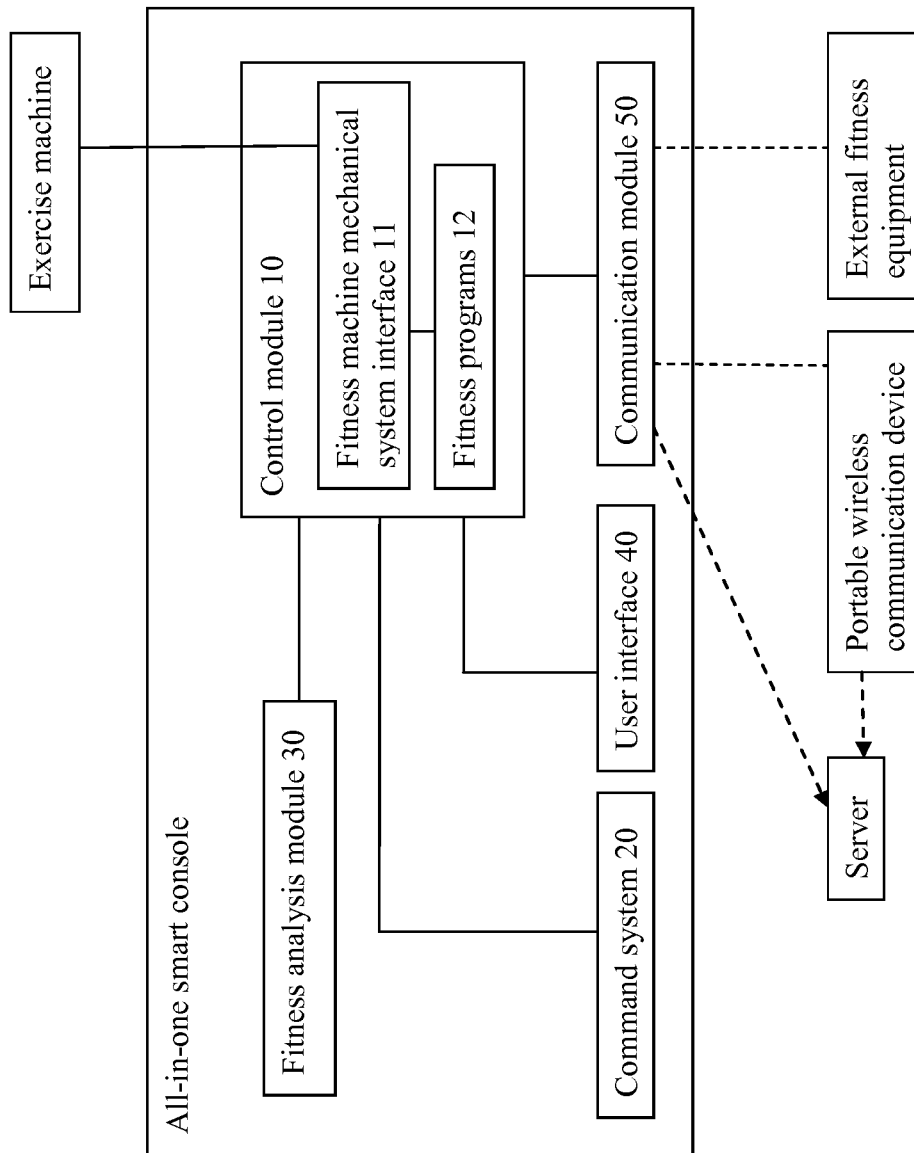 All-in-one smart console
Exercise machine
Control module 10
Fitness machine mechanical
system interface 11
Fitness programs 12
Fitness analysis module 30
Command system 20
User interface 40
Communication module 50
Server
Portable wireless
communication device
External fitness
equipment